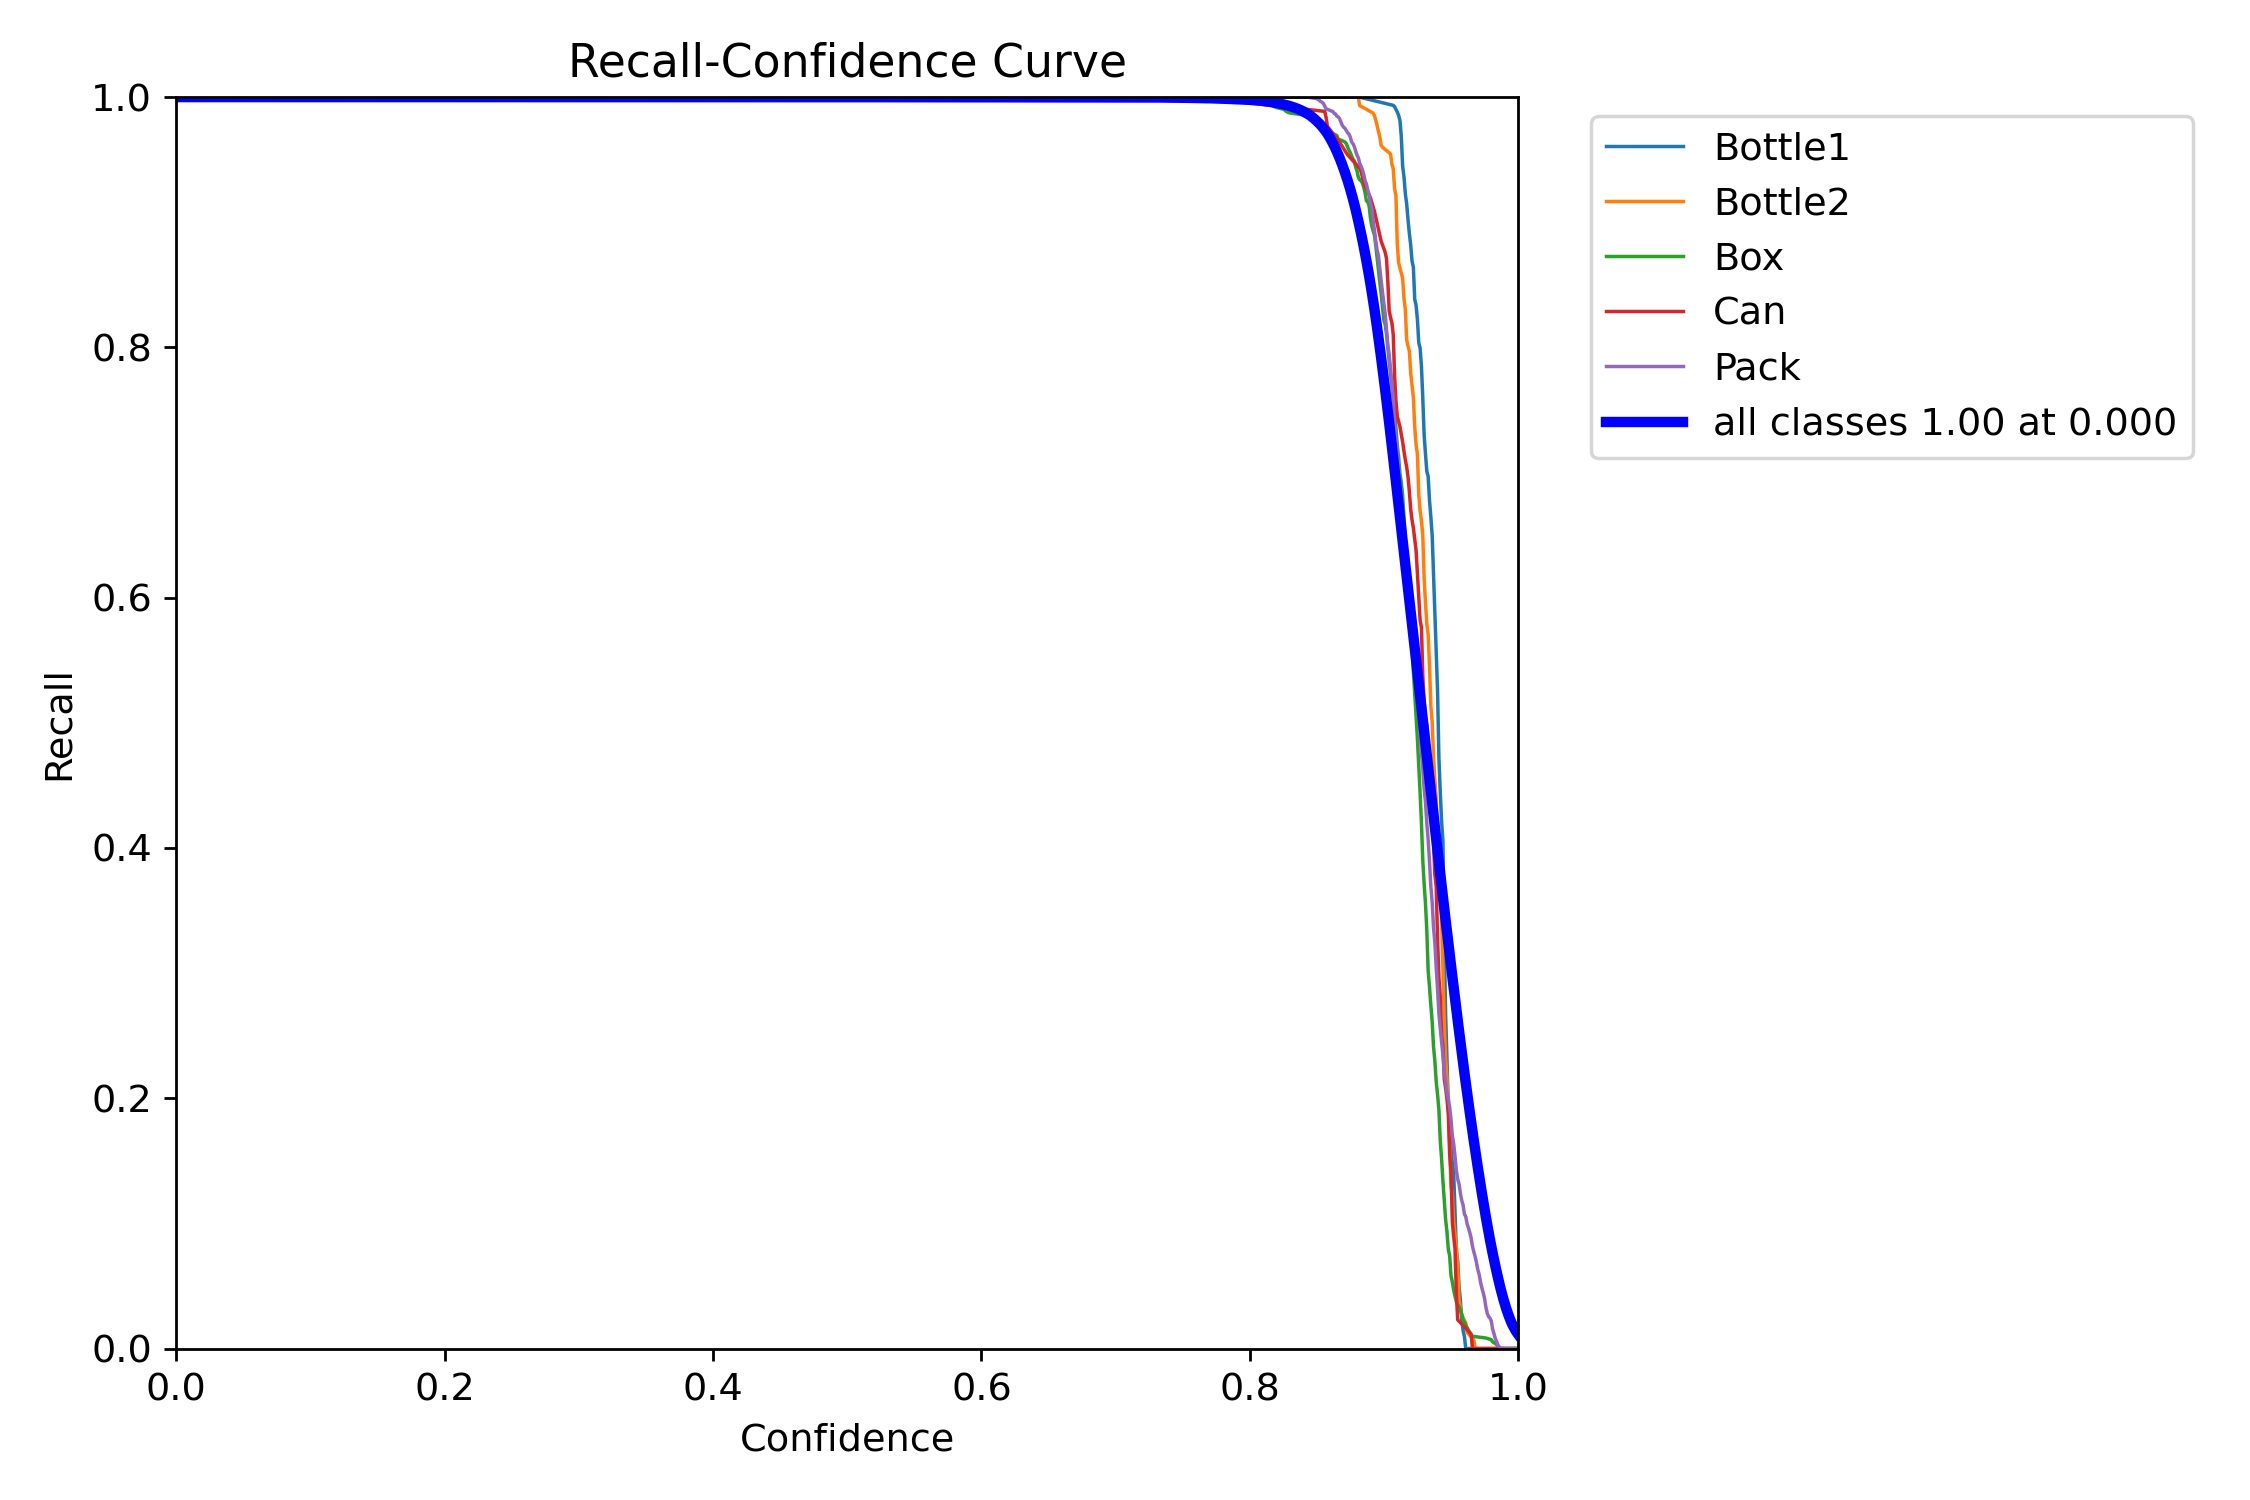 Recall-Confidence Curve
1.0
0.8
0.6
0.4
0.2
0.0
Recall
0.0 0.2 0.4 0.6 0.8 1.0
Confidence
Bottle1
Bottle2
Box
Can
Pack
all classes 1.00 at 0.000